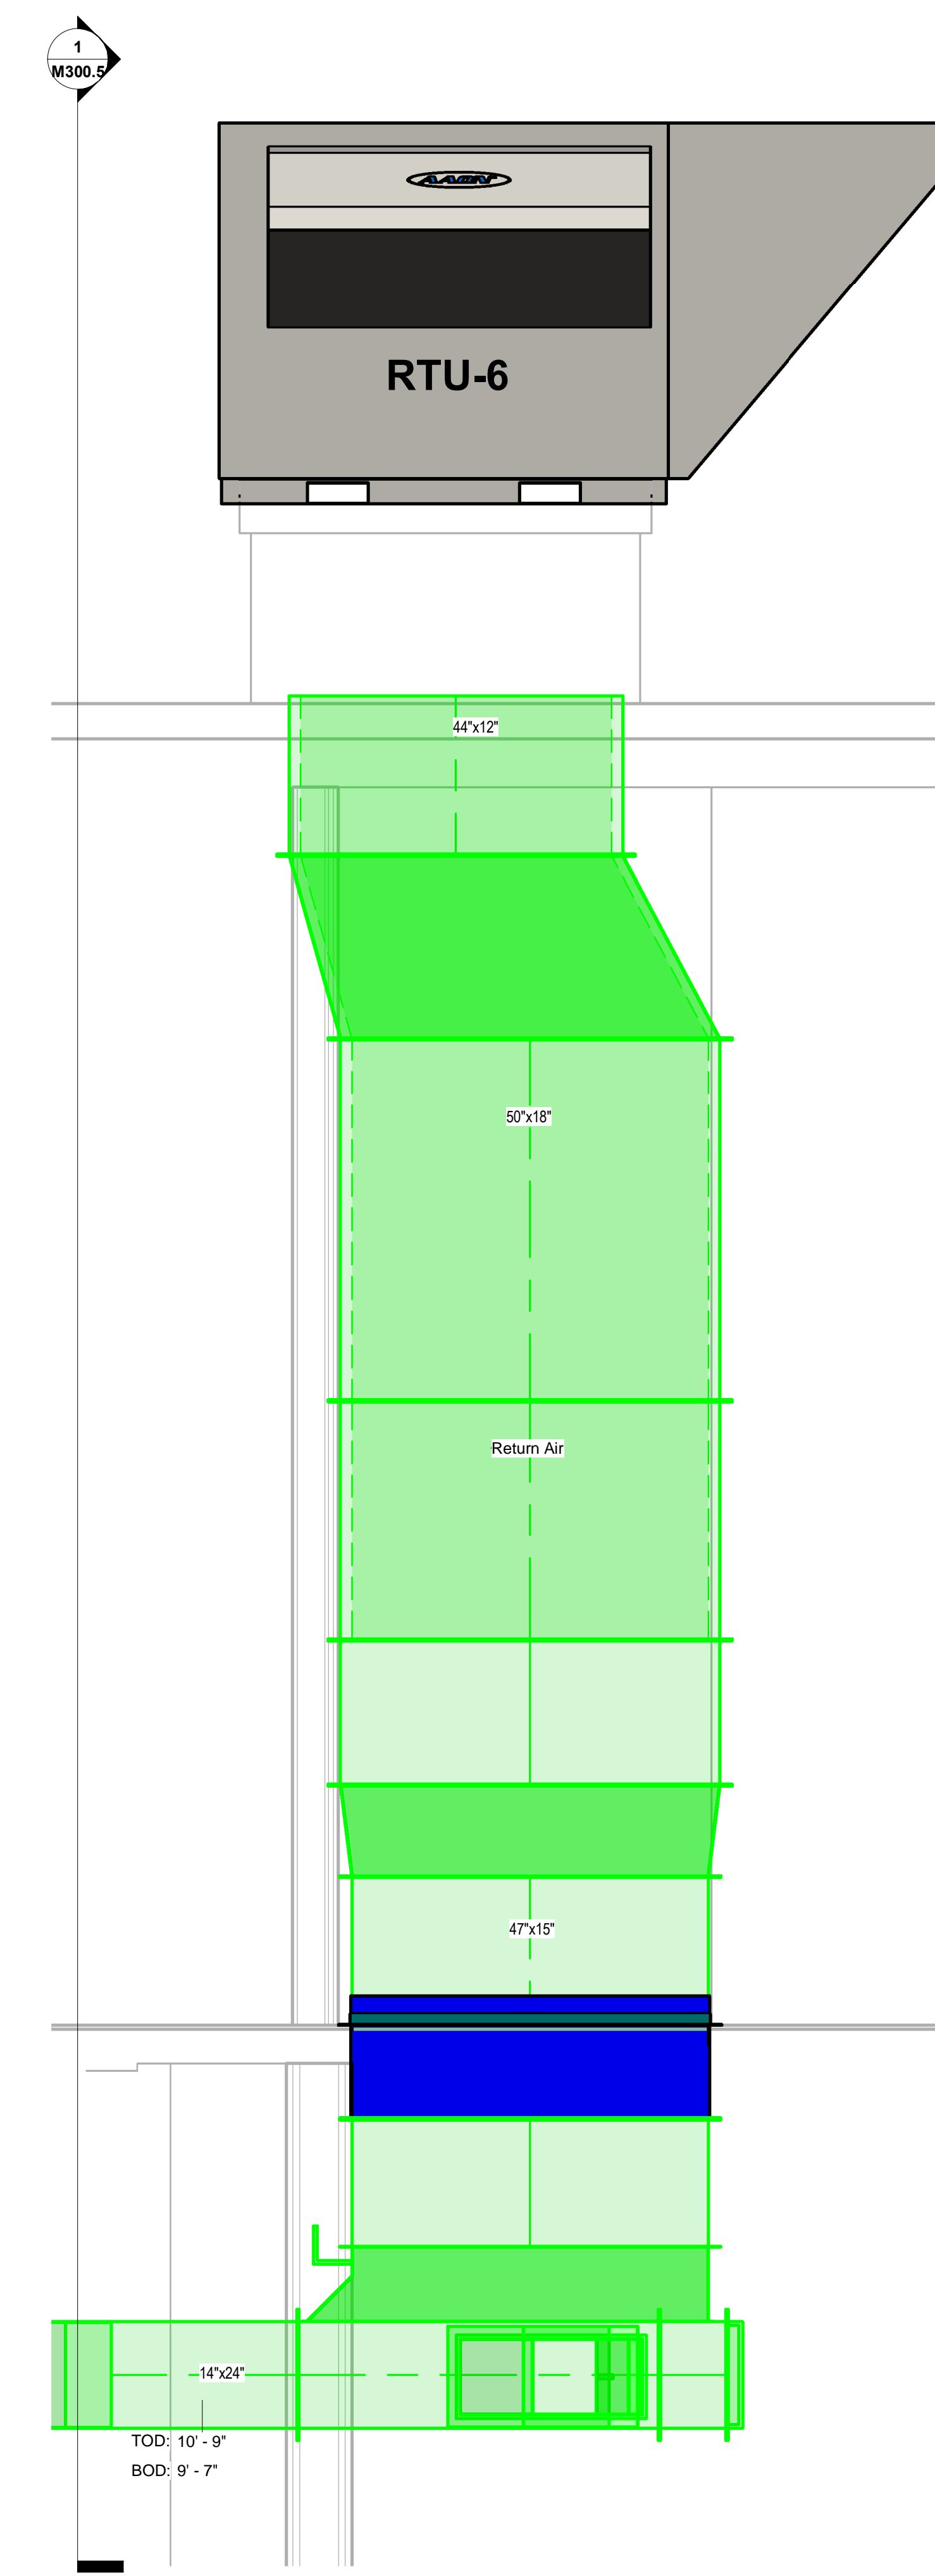 1
M300.5
AAON
RTU-6
44"x12"
50"x18"
Return Air
47"x15"
14"x24"
TOD: 10' - 9"
BOD: 9' - 7"